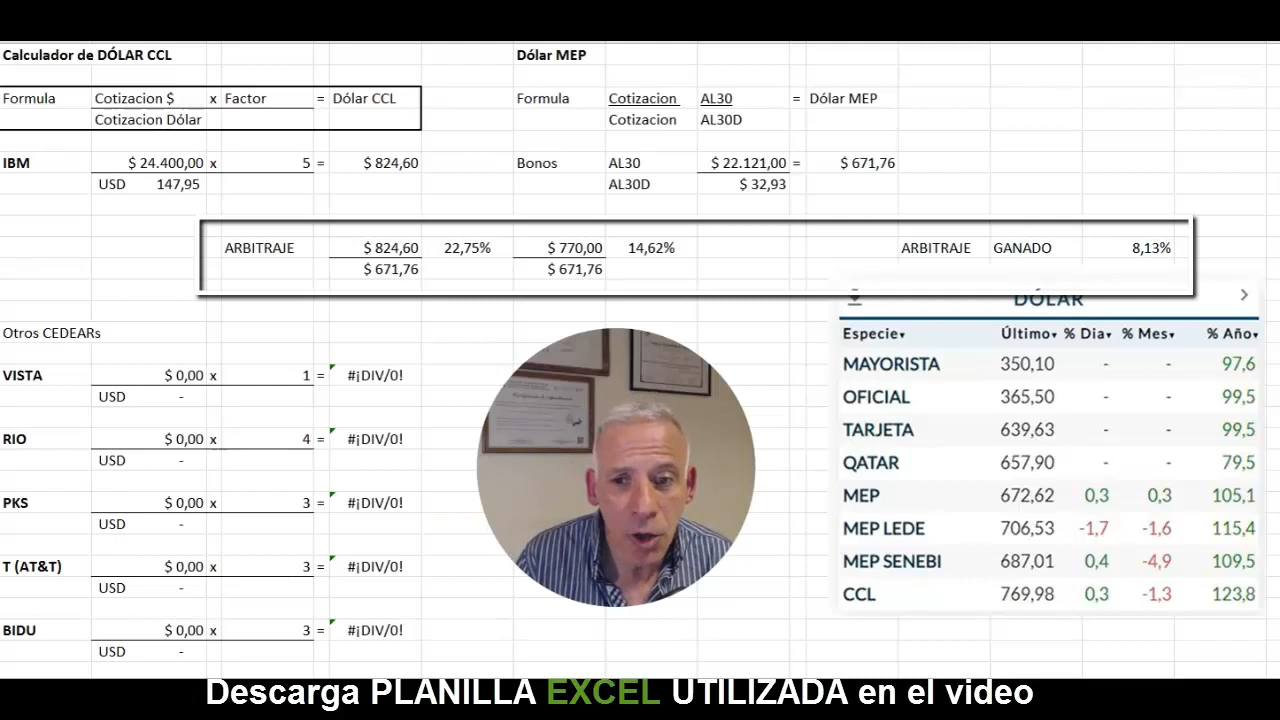 Calculador de DÓLAR CCL
Dólar MEP
Formula Cotizacion $ x Factor = Dólar CCL
Cotizacion Dólar
Formula Cotizacion AL30 = Dólar MEP
Cotizacion AL30D
IBM $ 24.400,00 x 5 = $ 824,60
USD 147,95
Bonos AL30 $ 22.121,00 = $ 671,76
AL30D $ 32,93
ARBITRAJE $ 824,60 22,75% $ 770,00 14,62% ARBITRAJE GANADO 8,13%
$ 671,76 $ 671,76
Otros CEDEARs
VISTA $ 0,00 x 1 = #¡DIV/0!
USD -
RIO $ 0,00 x 4 = #¡DIV/0!
USD -
PKS $ 0,00 x 3 = #¡DIV/0!
USD -
T (AT&T) $ 0,00 x 3 = #¡DIV/0!
USD -
BIDU $ 0,00 x 3 = #¡DIV/0!
USD -
DÓLAR
Especie Último % Dia % Mes % Año
MAYORISTA 350,10 - - 97,6
OFICIAL 365,50 - - 99,5
TARJETA 639,63 - - 99,5
QATAR 657,90 - - 79,5
MEP 672,62 0,3 0,3 105,1
MEP LEDE 706,53 -1,7 -1,6 115,4
MEP SENEBI 687,01 0,4 -4,9 109,5
CCL 769,98 0,3 -1,3 123,8
Descarga PLANILLA EXCEL UTILIZADA en el video